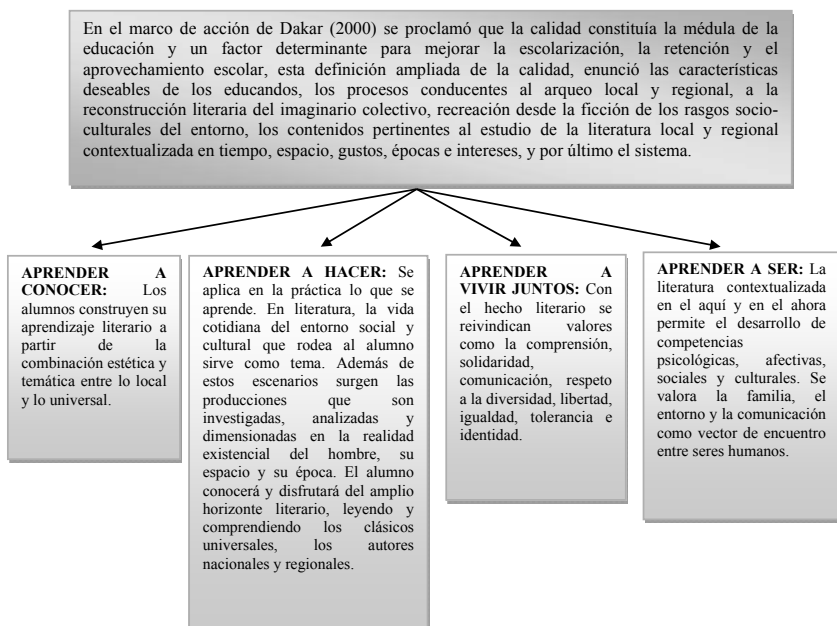 En el marco de acción de Dakar (2000) se proclamó que la calidad constituía la médula de la
educación y un factor determinante para mejorar la escolarización, la retención y el
aprovechamiento escolar, esta definición ampliada de la calidad, enunció las características
deseables de los educandos, los procesos conducentes al arqueo local y regional, a la
reconstrucción literaria del imaginario colectivo, recreación desde la ficción de los rasgos socio-
culturales del entorno, los contenidos pertinentes al estudio de la literatura local y regional
contextualizada en tiempo, espacio, gustos, épocas e intereses, y por último el sistema.
APRENDER A
CONOCER: Los
alumnos construyen su
aprendizaje literario a
partir de la
combinación estética y
temática entre lo local
y lo universal.
APRENDER A HACER: Se
aplica en la práctica lo que se
aprende. En literatura, la vida
cotidiana del entorno social y
cultural que rodea al alumno
sirve como tema. Además de
estos escenarios surgen las
producciones que son
investigadas, analizadas y
dimensionadas en la realidad
existencial del hombre, su
espacio y su época. El alumno
conocerá y disfrutará del amplio
horizonte literario, leyendo y
comprendiendo los clásicos
universales, los autores
nacionales y regionales.
APRENDER A
VIVIR JUNTOS: Con
el hecho literario se
reivindican valores
como la comprensión,
solidaridad,
comunicación, respeto
a la diversidad, libertad,
igualdad, tolerancia e
identidad.
APRENDER A SER: La
literatura contextualizada
en el aquí y en el ahora
permite el desarrollo de
competencias
psicológicas, afectivas,
sociales y culturales. Se
valora la familia, el
entorno y la comunicación
como vector de encuentro
entre seres humanos.